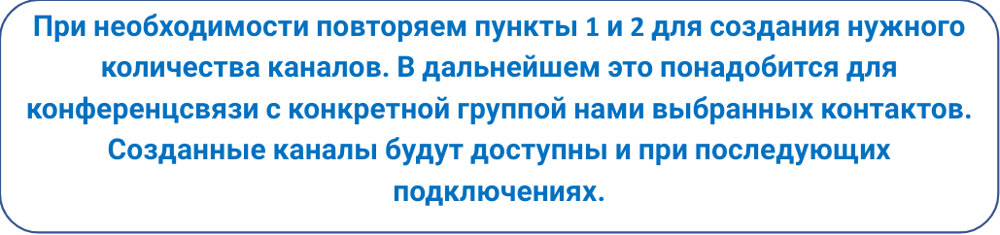 При необходимости повторяем пункты 1 и 2 для создания нужного
количества каналов. В дальнейшем это понадобится для
конференцсвязи с конкретной группой нами выбранных контактов.
Созданные каналы будут доступны и при последующих
подключениях.